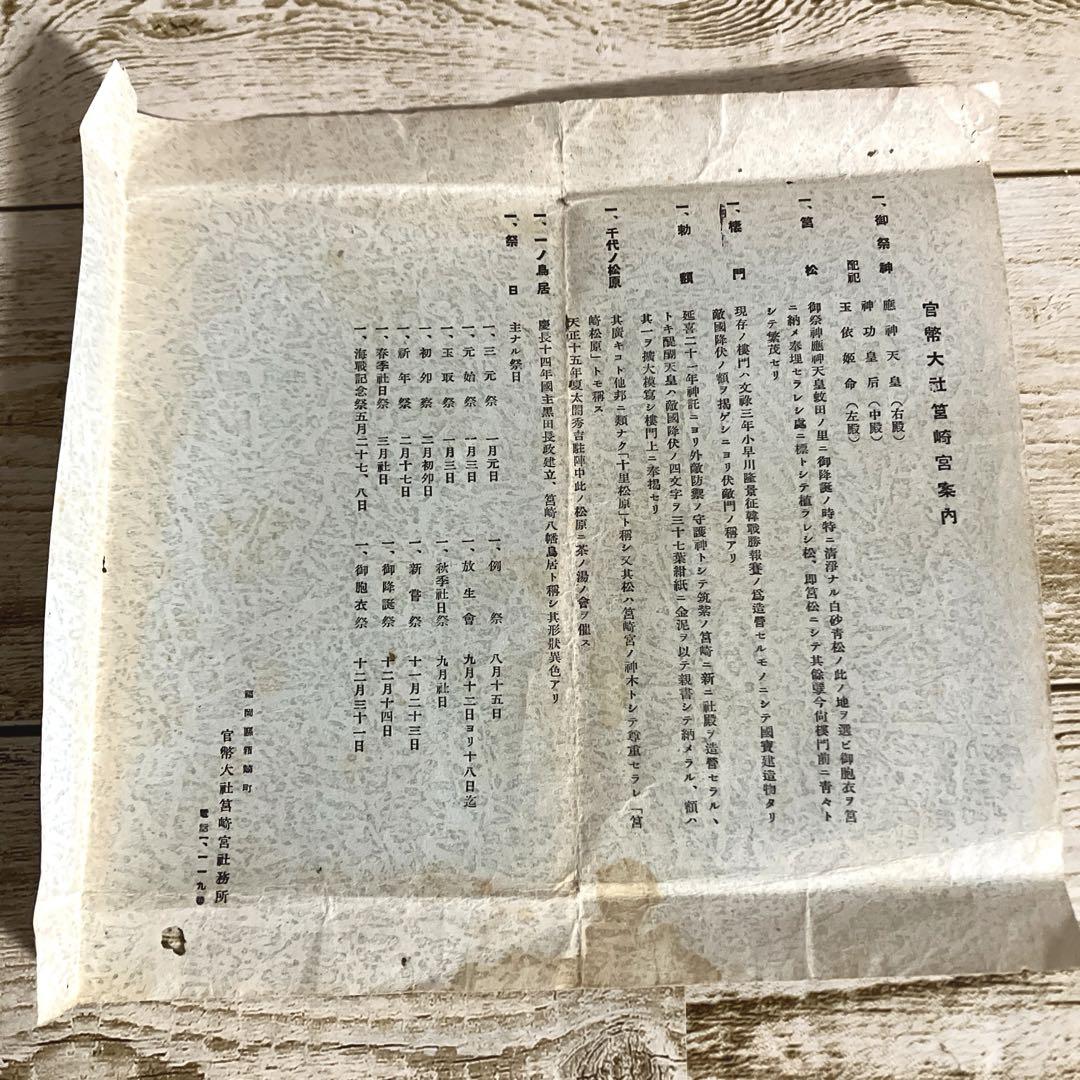 官幣大社筥崎宮案內
一、御祭神 應神天皇（右殿）
神功皇后（中殿）
配祀 玉依姬命（左殿）
一、筥松 御祭神應神天皇蚊田ノ里ニ御降誕ノ時特ニ淸淨ナル白砂靑松ノ此ノ地ヲ選ビ御胞衣ヲ筥
ニ納メ奉埋セラレシ處ニ標トシテ植ラレシ松、卽筥松ニシテ其餘蘖今尙樓門前ニ靑々ト
シテ繁茂セリ
一、樓門 現存ノ樓門ハ文祿三年小早川隆景征韓戰勝報賽ノ爲造營セルモノニシテ國寶建造物タリ
敵國降伏ノ額ヲ揭ゲシニヨリ伏敵門ノ稱アリ
一、勅額 延喜二十一年神託ニヨリ外敵防禦ノ守護神トシテ筑紫ノ筥崎ニ新ニ社殿ヲ造營セラル、
トキ醍醐天皇ハ敵國降伏ノ四文字ヲ三十七葉紺紙ニ金泥ヲ以テ親書シテ納メラル、額ハ
其一ヲ擴大模寫シ樓門上ニ奉揭セリ
一、千代ノ松原 其廣キコト他邦ニ類ナク「十里松原」ト稱シ又其松ハ筥崎宮ノ神木トシテ尊重セラレ「筥
崎松原」トモ稱ス
天正十五年夏太閤秀吉駐陣中此ノ松原ニ茶ノ湯ノ會ヲ催ス
一、一ノ鳥居 慶長十四年國主黑田長政建立、筥崎八幡鳥居ト稱シ其形狀異色アリ
一、祭日 主ナル祭日
一、三元祭 一月元日 一、例祭 八月十五日
一、元始祭 一月三日 一、放生會 九月十二日ヨリ十八日迄
一、玉取祭 一月三日 一、秋季社日祭 九月社日
一、初卯祭 二月初卯日 一、新嘗祭 十一月二十三日
一、祈年祭 二月十七日 一、御降誕祭 十二月十四日
一、春季社日祭 三月社日 一、御胞衣祭 十二月三十一日
一、海戰記念祭 五月二十七、八日
福岡縣箱崎町
官幣大社筥崎宮社務所
電話一、一一九番